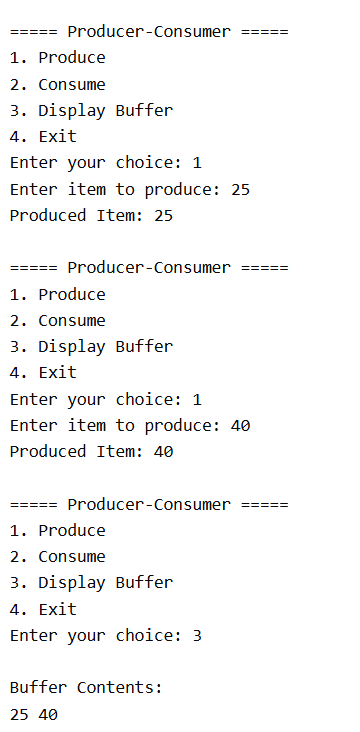 ===== Producer-Consumer =====
1. Produce
2. Consume
3. Display Buffer
4. Exit
Enter your choice: 1
Enter item to produce: 25
Produced Item: 25

===== Producer-Consumer =====
1. Produce
2. Consume
3. Display Buffer
4. Exit
Enter your choice: 1
Enter item to produce: 40
Produced Item: 40

===== Producer-Consumer =====
1. Produce
2. Consume
3. Display Buffer
4. Exit
Enter your choice: 3

Buffer Contents:
25 40